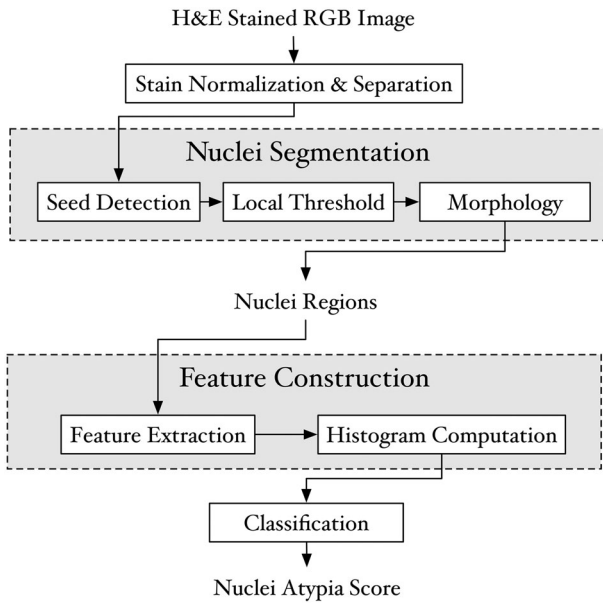 H&E Stained RGB Image
Stain Normalization & Separation
Nuclei Segmentation
Seed Detection
Local Threshold
Morphology
Nuclei Regions
Feature Construction
Feature Extraction
Histogram Computation
Classification
Nuclei Atypia Score